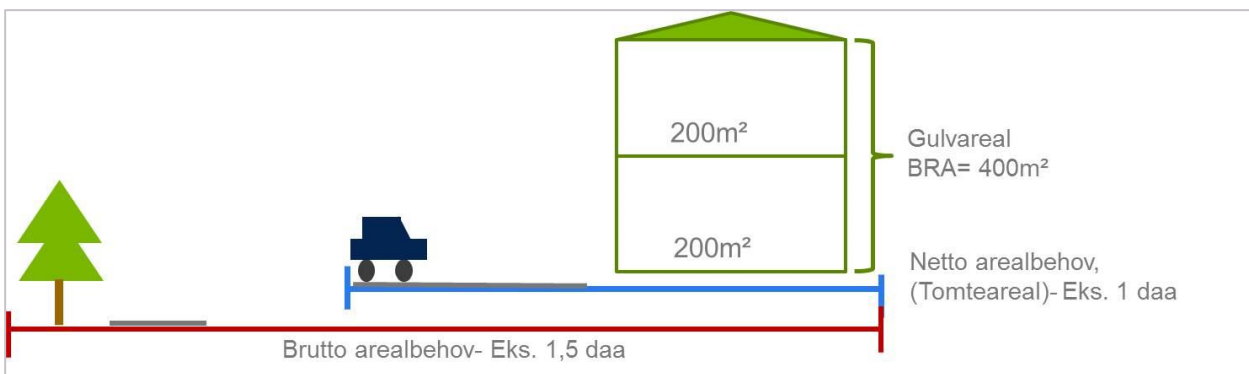 200m²
200m²
Gulvareal
BRA= 400m²
Netto arealbehov,
(Tomteareal)- Eks. 1 daa
Brutto arealbehov- Eks. 1,5 daa